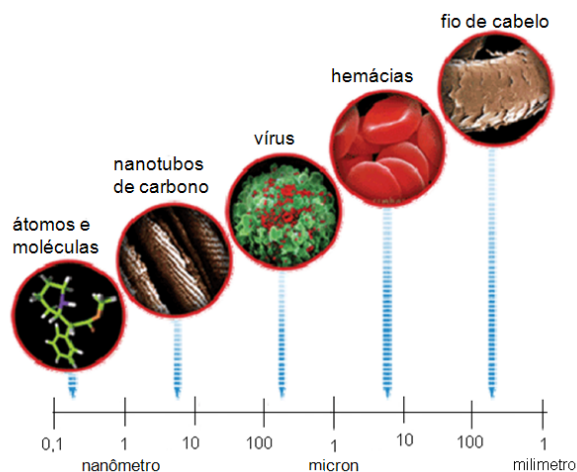 fio de cabelo
hemácias
vírus
nanotubos
de carbono
átomos e
moléculas
0,1 1 10 100 1 10 100 1
nanômetro micron milimetro